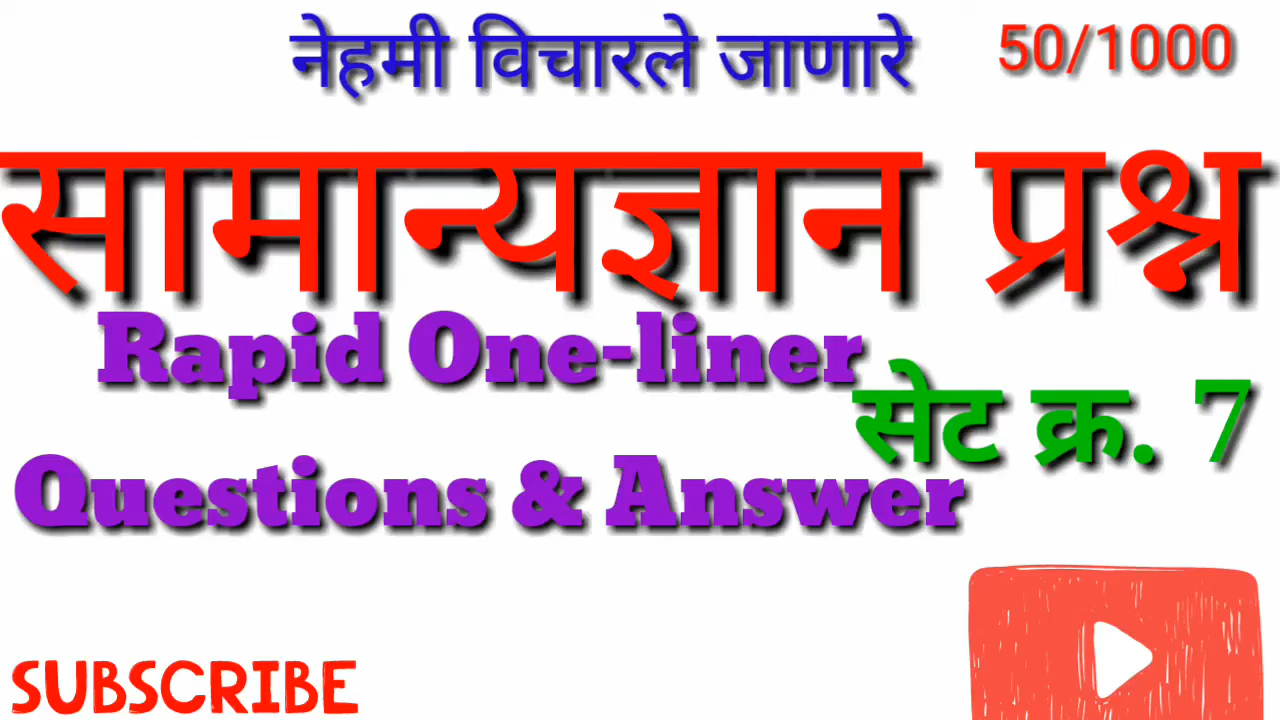 नेहमी विचारले जाणारे 50/1000
सामान्यज्ञान प्रश्न
Rapid One-liner
सेट क्र. 7
Questions & Answer
SUBSCRIBE